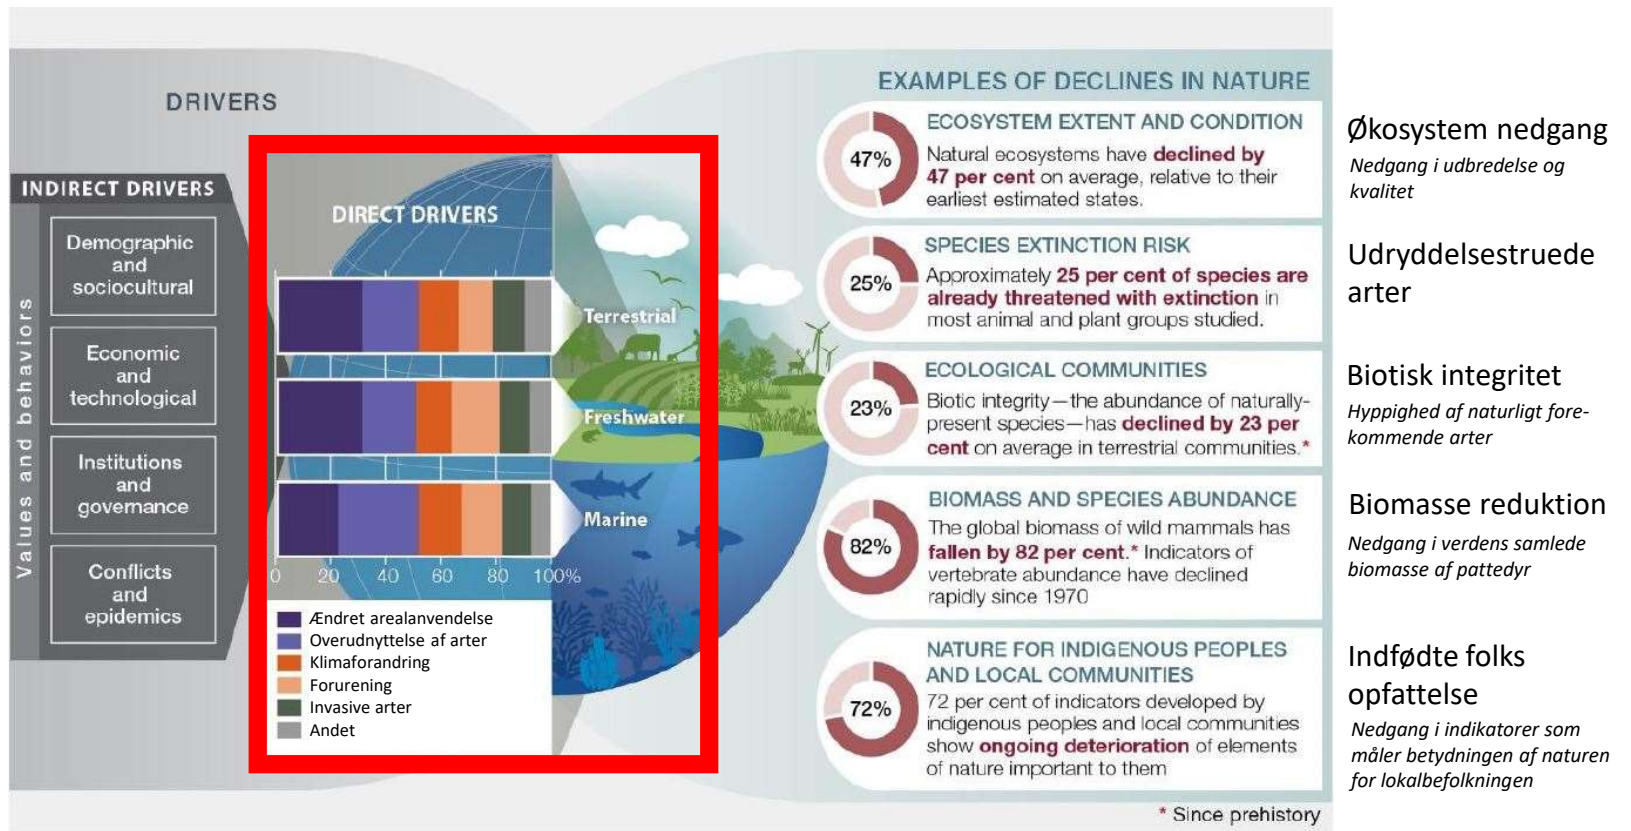 DRIVERS
INDIRECT DRIVERS
Values and behaviors
Demographic
and
sociocultural
Economic
and
technological
Institutions
and
governance
Conflicts
and
epidemics
DIRECT DRIVERS
Terrestrial
Freshwater
Marine
0 20 40 60 80 100%
Ændret arealanvendelse
Overudnyttelse af arter
Klimaforandring
Forurening
Invasive arter
Andet
EXAMPLES OF DECLINES IN NATURE
47%
ECOSYSTEM EXTENT AND CONDITION
Natural ecosystems have declined by
47 per cent on average, relative to their
earliest estimated states.
25%
SPECIES EXTINCTION RISK
Approximately 25 per cent of species are
already threatened with extinction in
most animal and plant groups studied.
23%
ECOLOGICAL COMMUNITIES
Biotic integrity—the abundance of naturally-
present species—has declined by 23 per
cent on average in terrestrial communities.*
82%
BIOMASS AND SPECIES ABUNDANCE
The global biomass of wild mammals has
fallen by 82 per cent.* Indicators of
vertebrate abundance have declined
rapidly since 1970
72%
NATURE FOR INDIGENOUS PEOPLES
AND LOCAL COMMUNITIES
72 per cent of indicators developed by
indigenous peoples and local communities
show ongoing deterioration of elements
of nature important to them
* Since prehistory
Økosystem nedgang
Nedgang i udbredelse og
kvalitet
Udryddelsestruede
arter
Biotisk integritet
Hyppighed af naturligt fore-
kommende arter
Biomasse reduktion
Nedgang i verdens samlede
biomasse af pattedyr
Indfødte folks
opfattelse
Nedgang i indikatorer som
måler betydningen af naturen
for lokalbefolkningen